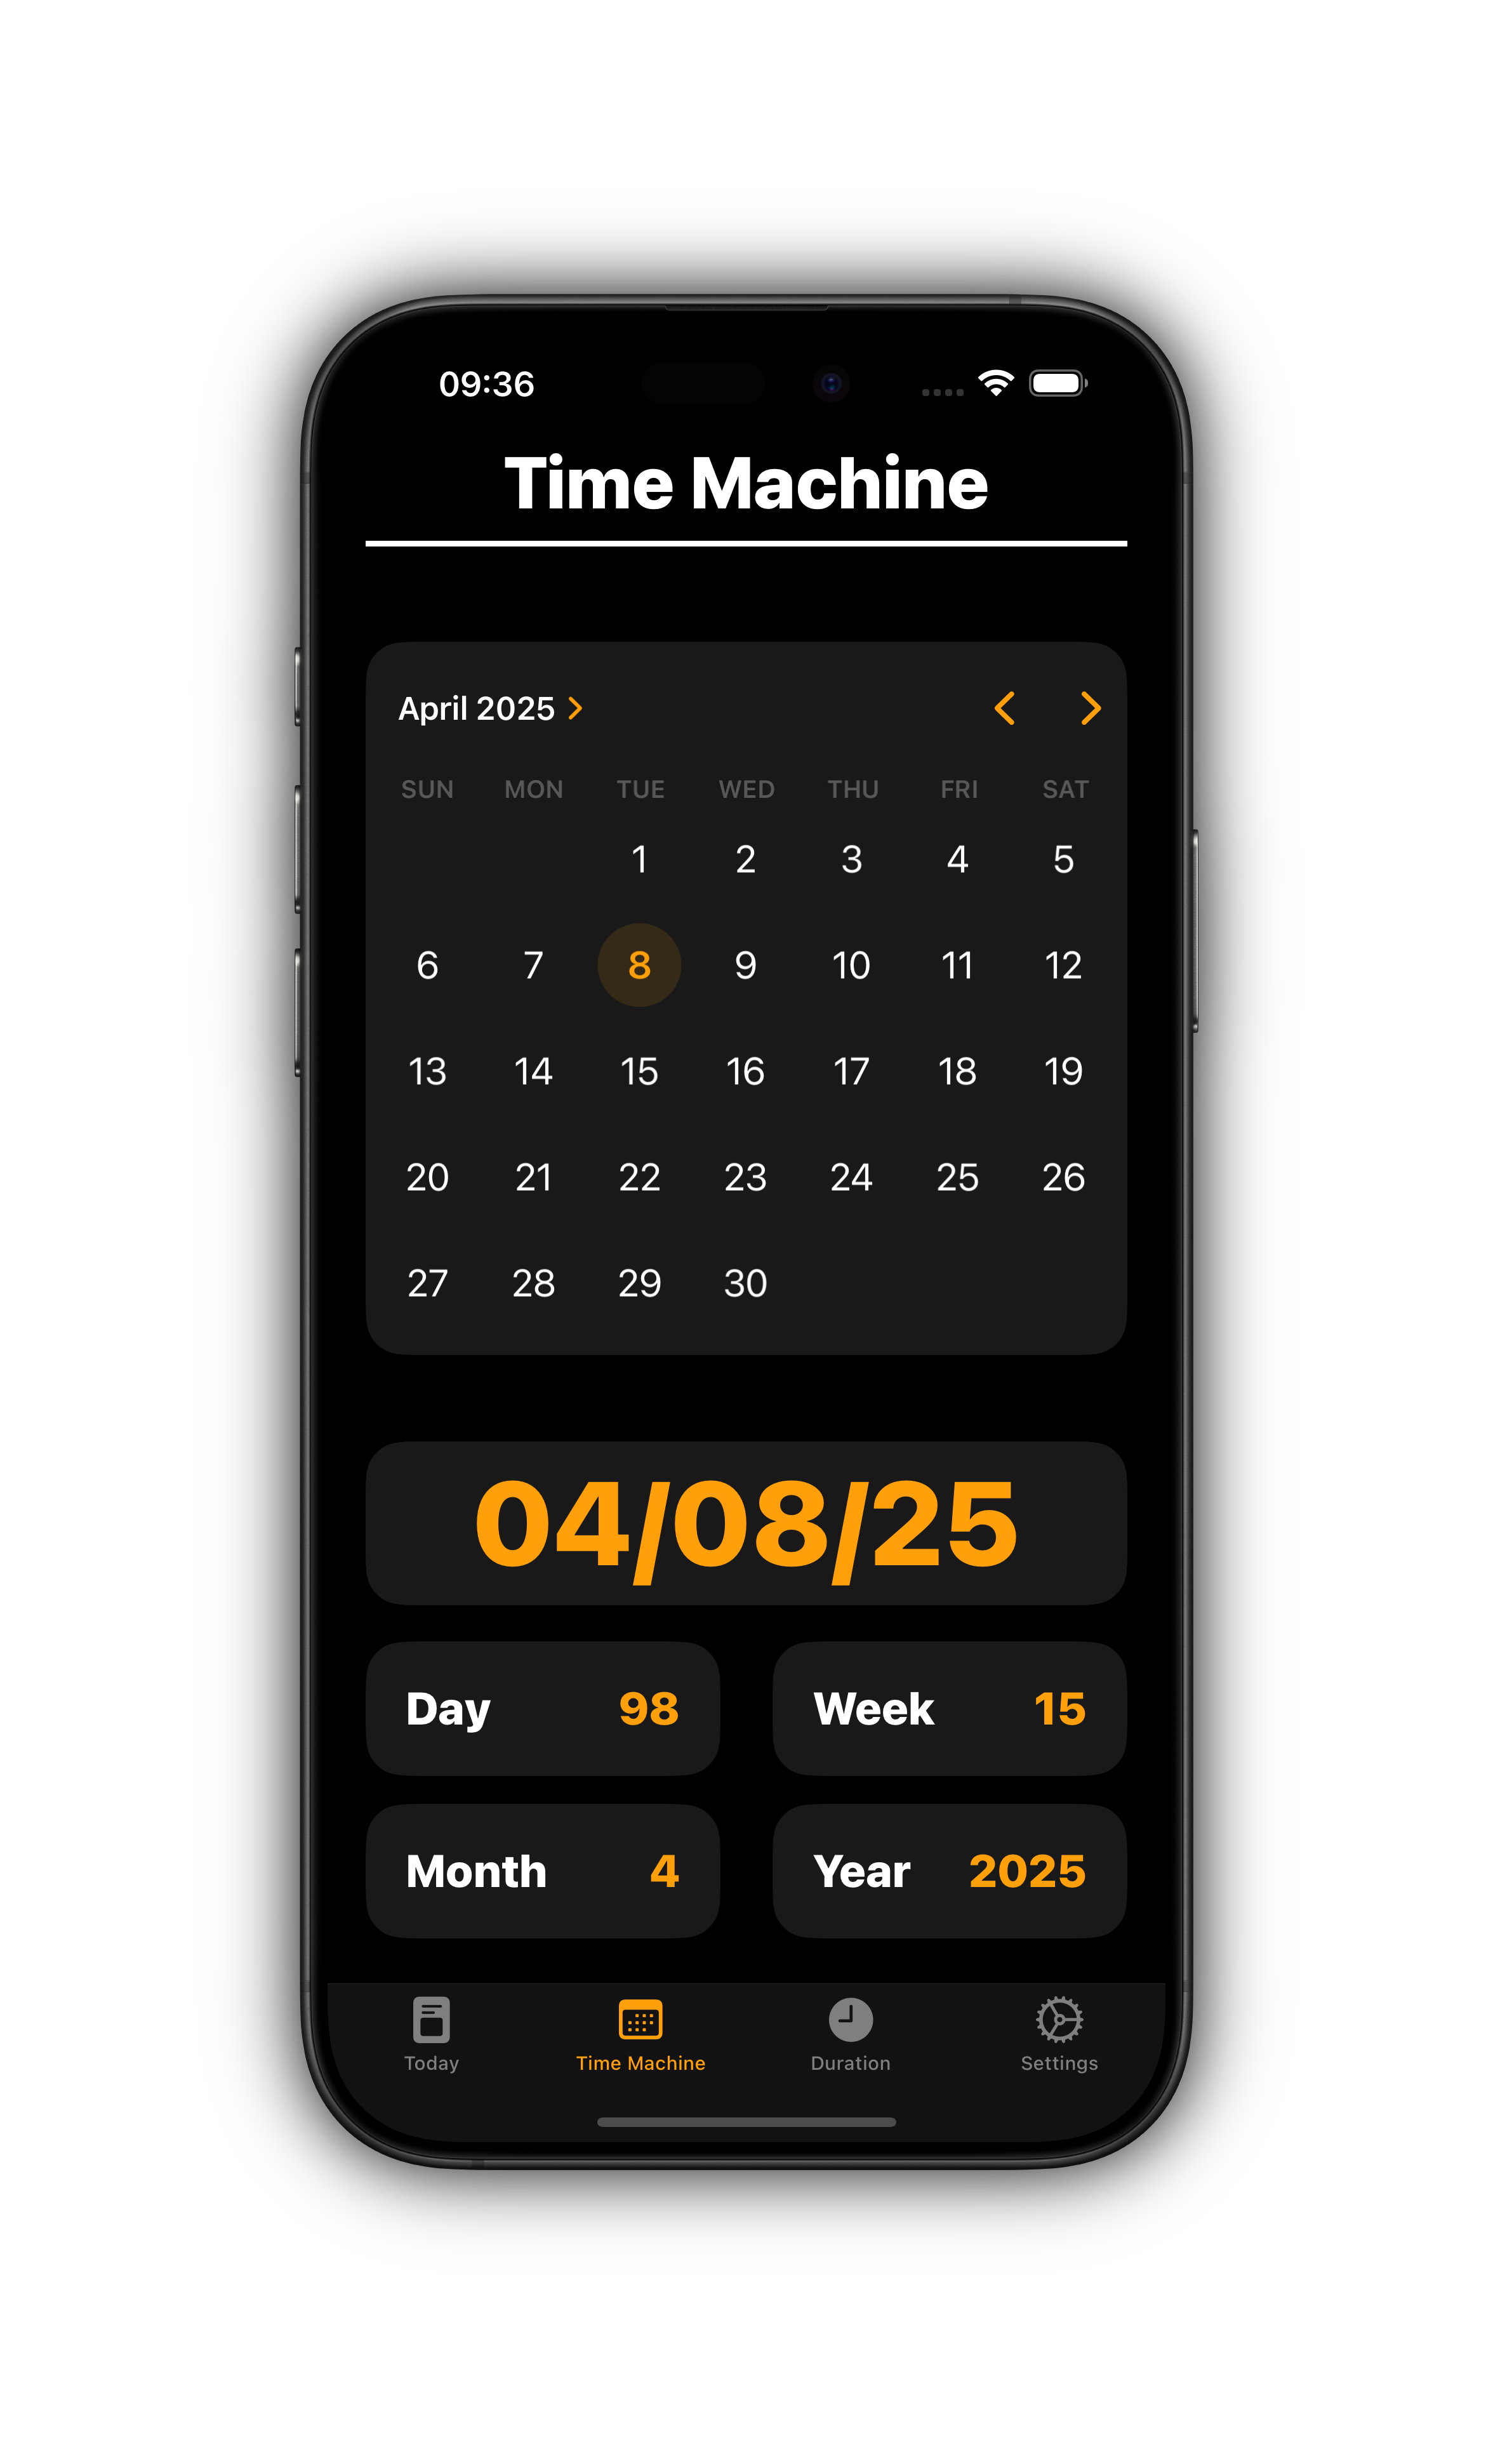 09:36
Time Machine
April 2025
SUN MON TUE WED THU FRI SAT
1 2 3 4 5
6 7 8 9 10 11 12
13 14 15 16 17 18 19
20 21 22 23 24 25 26
27 28 29 30
04/08/25
Day 98 Week 15
Month 4 Year 2025
Today Time Machine Duration Settings